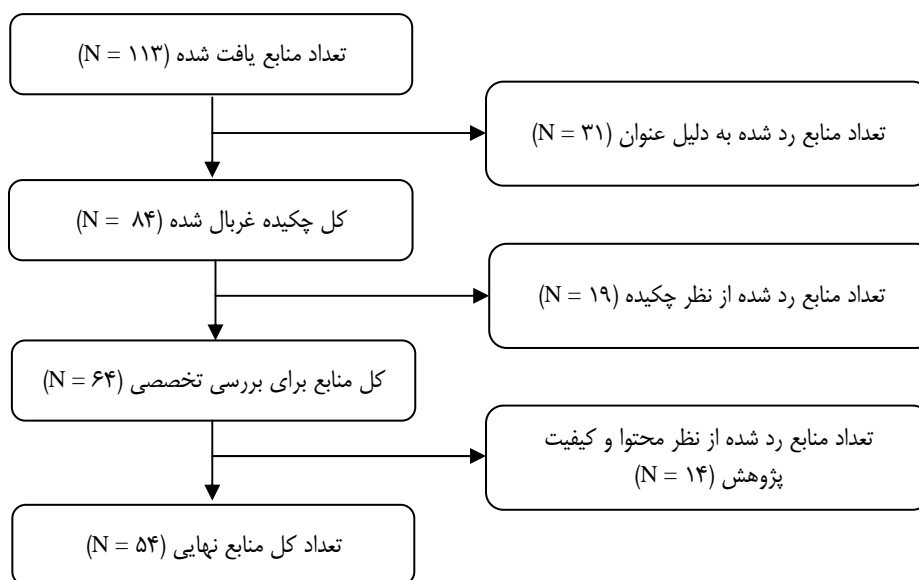 تعداد منابع یافت شده (N = ۱۱۳)
تعداد منابع رد شده به دلیل عنوان (N = ۳۱)
کل چکیده غربال شده (N = ۸۴)
تعداد منابع رد شده از نظر چکیده (N = ۱۹)
کل منابع برای بررسی تخصصی (N = ۶۴)
تعداد منابع رد شده از نظر محتوا و کیفیت
پژوهش (N = ۱۴)
تعداد کل منابع نهایی (N = ۵۴)